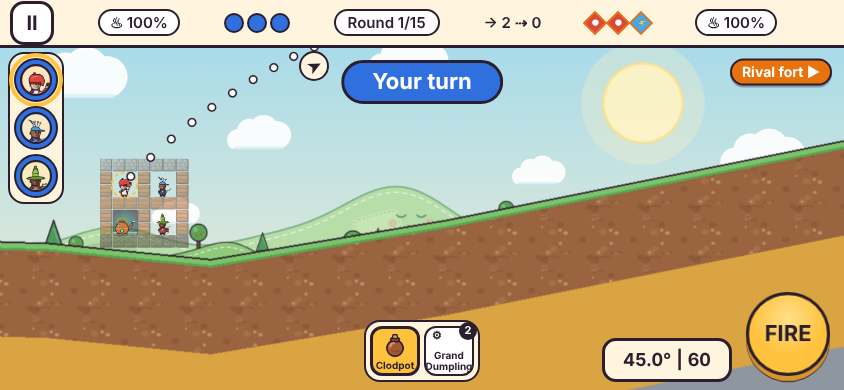 100%
Round 1/15
→ 2 ⇢ 0
100%
Your turn
Rival fort ▶
Clodpot
Grand
Dumpling
2
45.0° | 60
FIRE